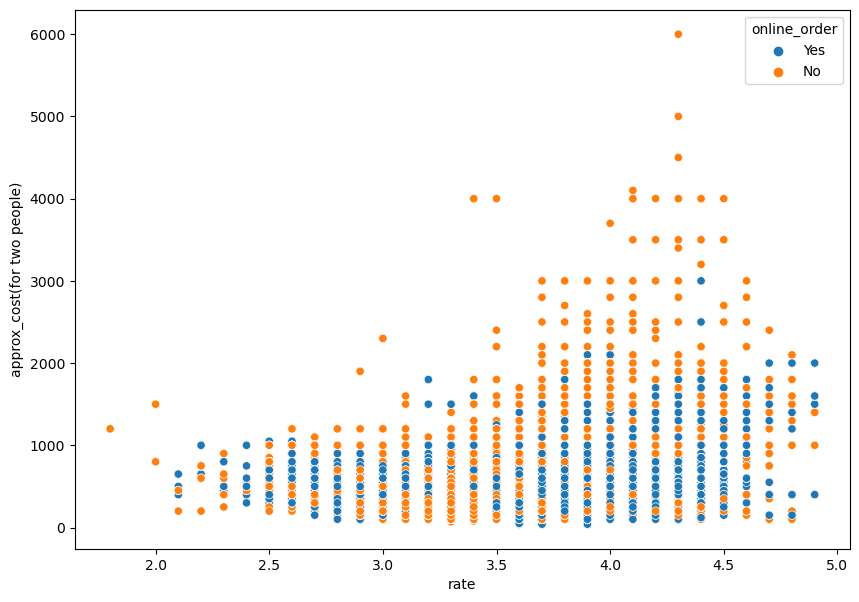 online_order
Yes
No
approx_cost(for two people)
6000
5000
4000
3000
2000
1000
0
2.0 2.5 3.0 3.5 4.0 4.5 5.0
rate